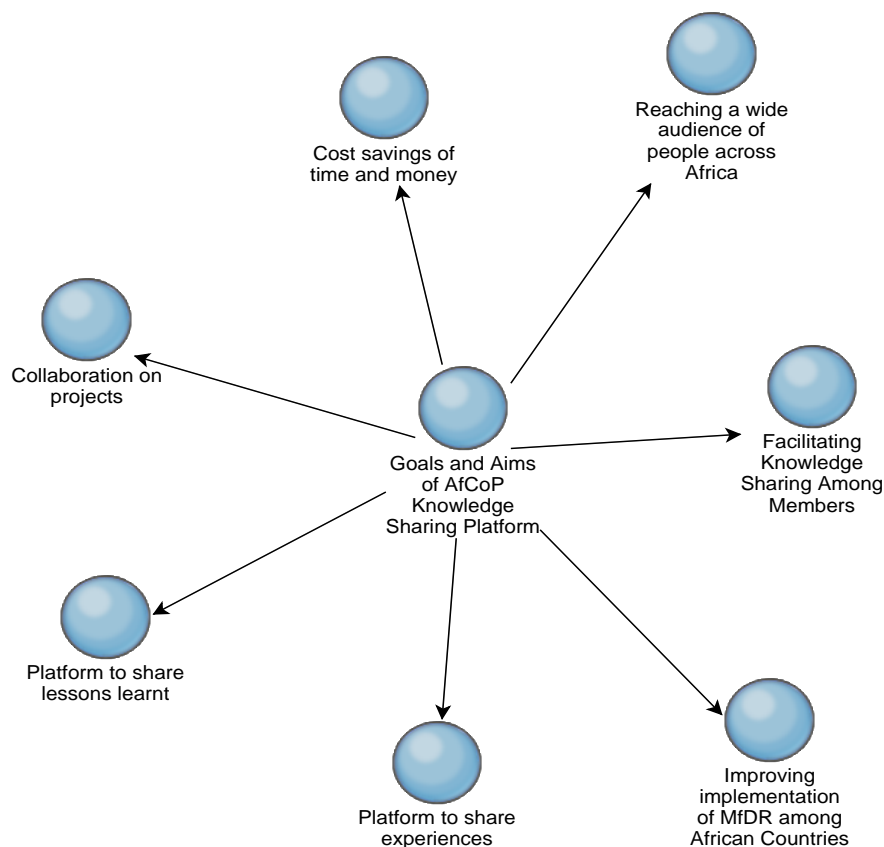 Reaching a wide
audience of
people across
Africa
Cost savings of
time and money
Collaboration on
projects
Facilitating
Knowledge
Sharing Among
Members
Goals and Aims
of AfCoP
Knowledge
Sharing Platform
Platform to share
lessons learnt
Platform to share
experiences
Improving
implementation
of MfDR among
African Countries